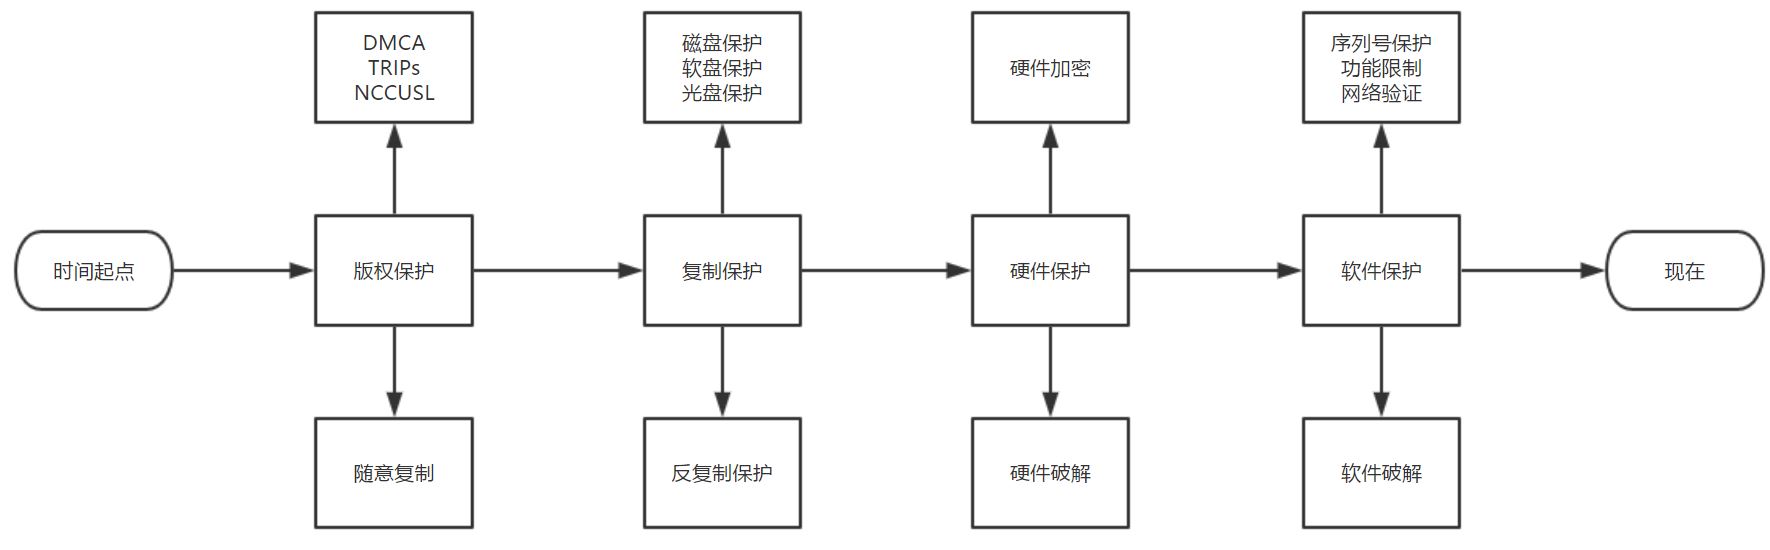 DMCA
TRIPs
NCCUSL
磁盘保护
软盘保护
光盘保护
硬件加密
序列号保护
功能限制
网络验证
时间起点
版权保护
复制保护
硬件保护
软件保护
现在
随意复制
反复制保护
硬件破解
软件破解